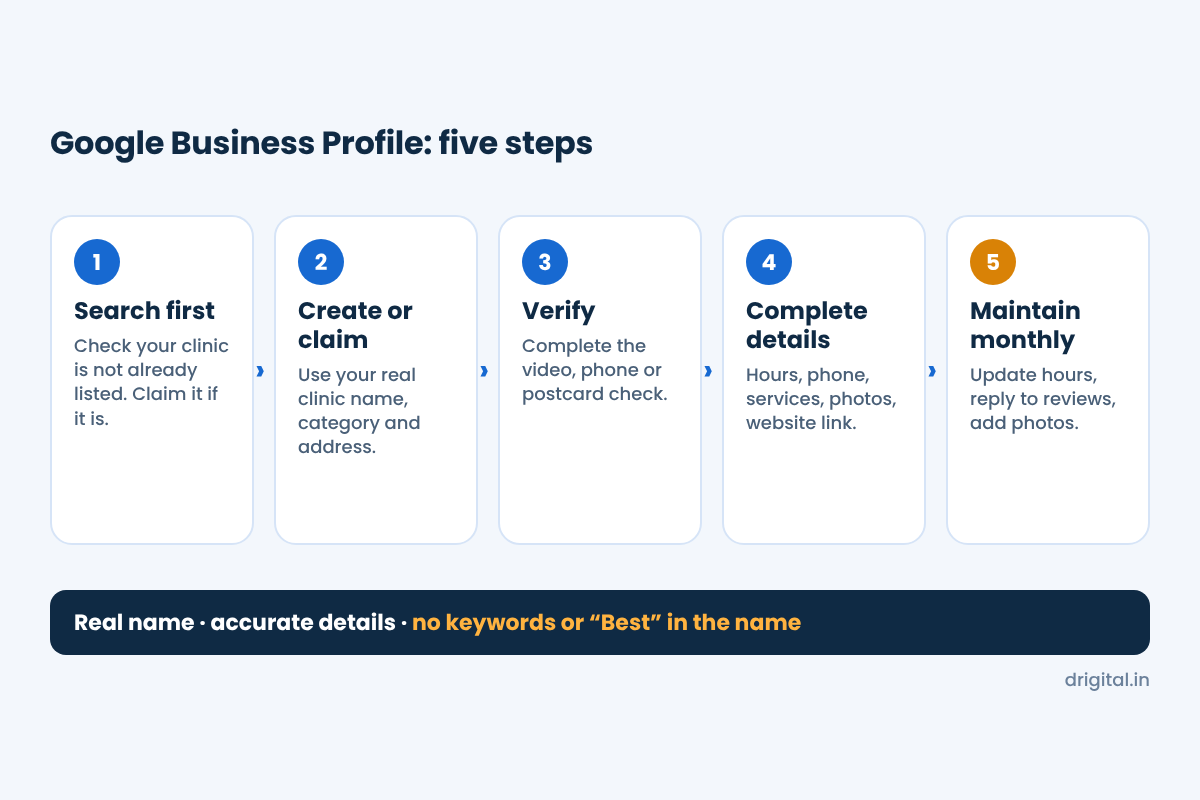 Google Business Profile: five steps
1
Search first
Check your clinic
is not already
listed. Claim it if
it is.
›
2
Create or
claim
Use your real
clinic name,
category and
address.
›
3
Verify
Complete the
video, phone or
postcard check.
›
4
Complete
details
Hours, phone,
services, photos,
website link.
›
5
Maintain
monthly
Update hours,
reply to reviews,
add photos.
Real name · accurate details · no keywords or “Best” in the name
drigital.in